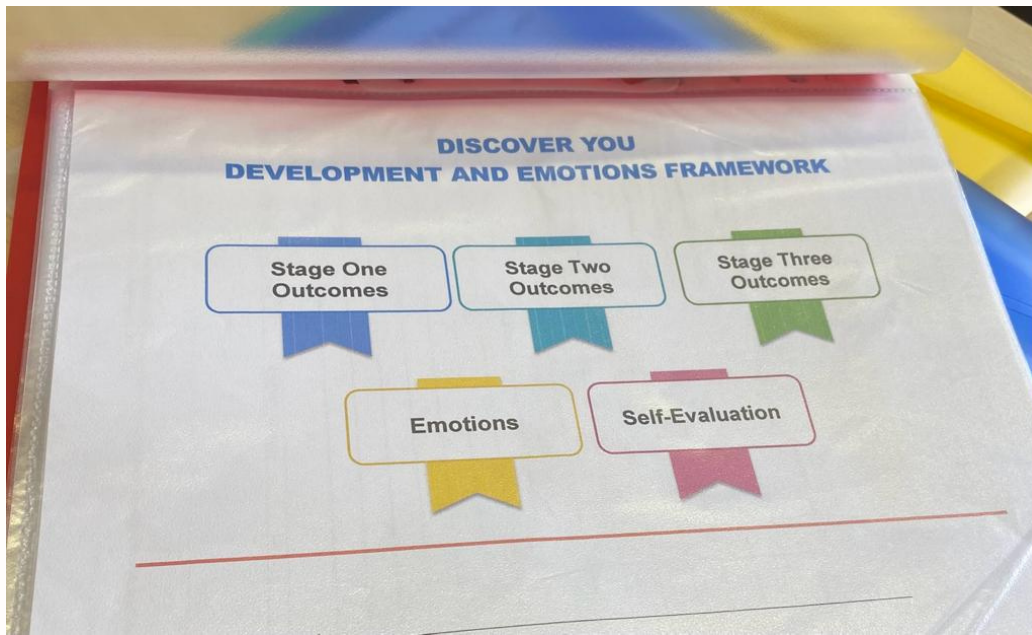 DISCOVER YOU
DEVELOPMENT AND EMOTIONS FRAMEWORK
Stage One
Outcomes
Stage Two
Outcomes
Stage Three
Outcomes
Emotions
Self-Evaluation